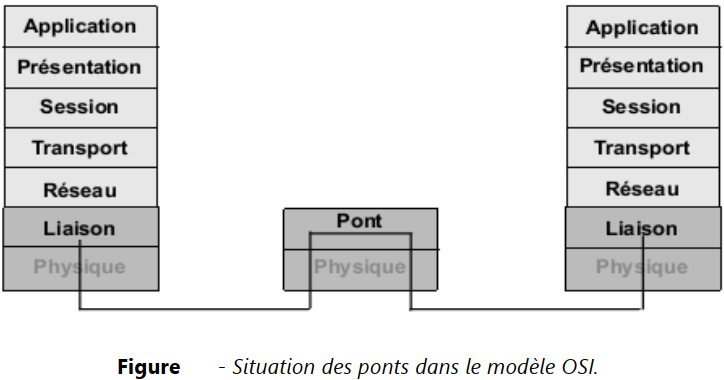 Application
Présentation
Session
Transport
Réseau
Liaison
Physique
Pont
Physique
Application
Présentation
Session
Transport
Réseau
Liaison
Physique
Figure - Situation des ponts dans le modèle OSI.